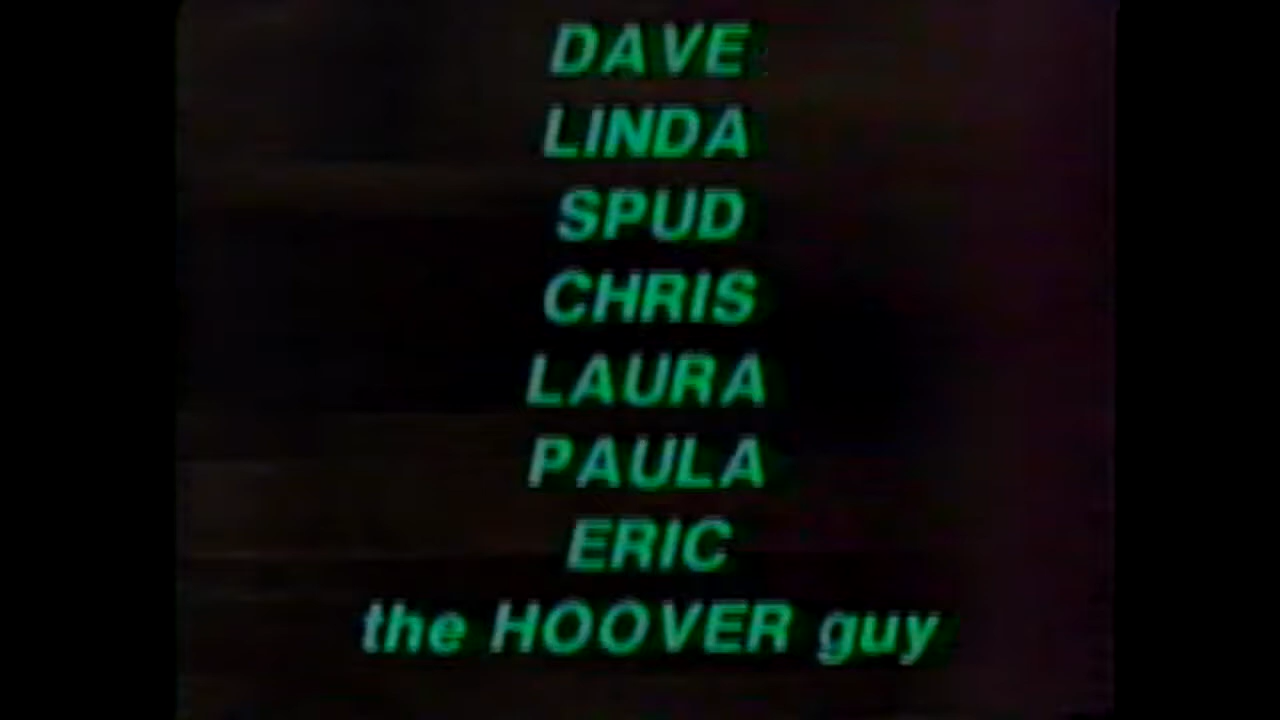 DAVE
LINDA
SPUD
CHRIS
LAURA
PAULA
ERIC
the HOOVER guy